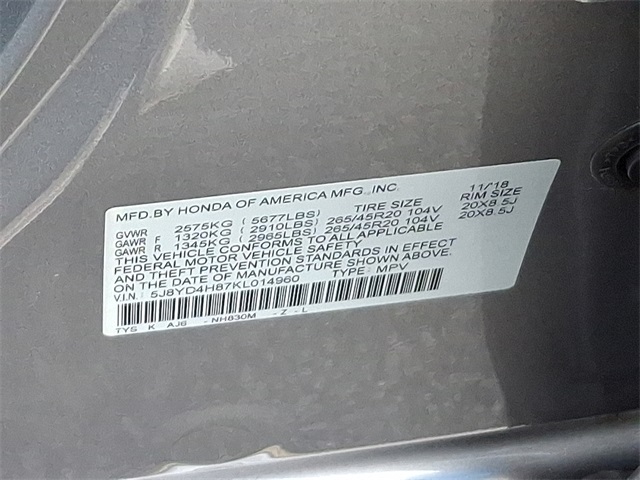 MFD.BY HONDA OF AMERICA MFG.,INC. 11/18
TIRE SIZE RIM SIZE
GVWR 2575KG ( 5677LBS)
GAWR F 1320KG ( 2910LBS) 265/45R20 104V 20X8.5J
GAWR R 1345KG ( 2965LBS) 265/45R20 104V 20X8.5J
THIS VEHICLE CONFORMS TO ALL APPLICABLE
FEDERAL MOTOR VEHICLE SAFETY
AND THEFT PREVENTION STANDARDS IN EFFECT
ON THE DATE OF MANUFACTURE SHOWN ABOVE.
V.I.N.: 5J8YD4H87KL014960 TYPE: MPV
TYS K AJ6 -NH830M -Z -L